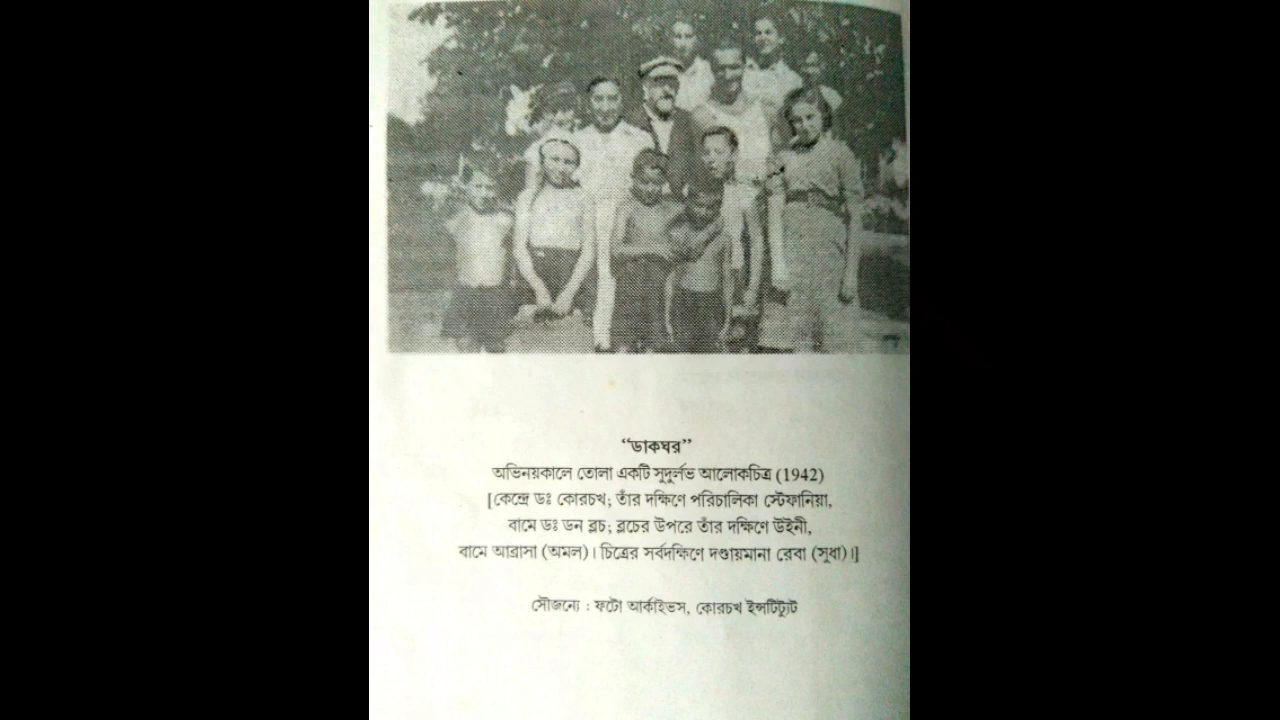 “ডাকঘর”
অভিনয়কালে তোলা একটি সুদুর্লভ আলোকচিত্র (1942)
[কেন্দ্রে ডঃ কোরচখ; তাঁর দক্ষিণে পরিচালিকা স্টেফানিয়া,
বামে ডঃ ডন ব্লচ; ব্লচের উপরে তাঁর দক্ষিণে উইনী,
বামে আব্রাসা (অমল)। চিত্রের সর্বদক্ষিণে দণ্ডায়মানা রেবা (সুধা)।]
সৌজন্যে : ফটো আর্কাইভস, কোরচখ ইন্সটিট্যুট